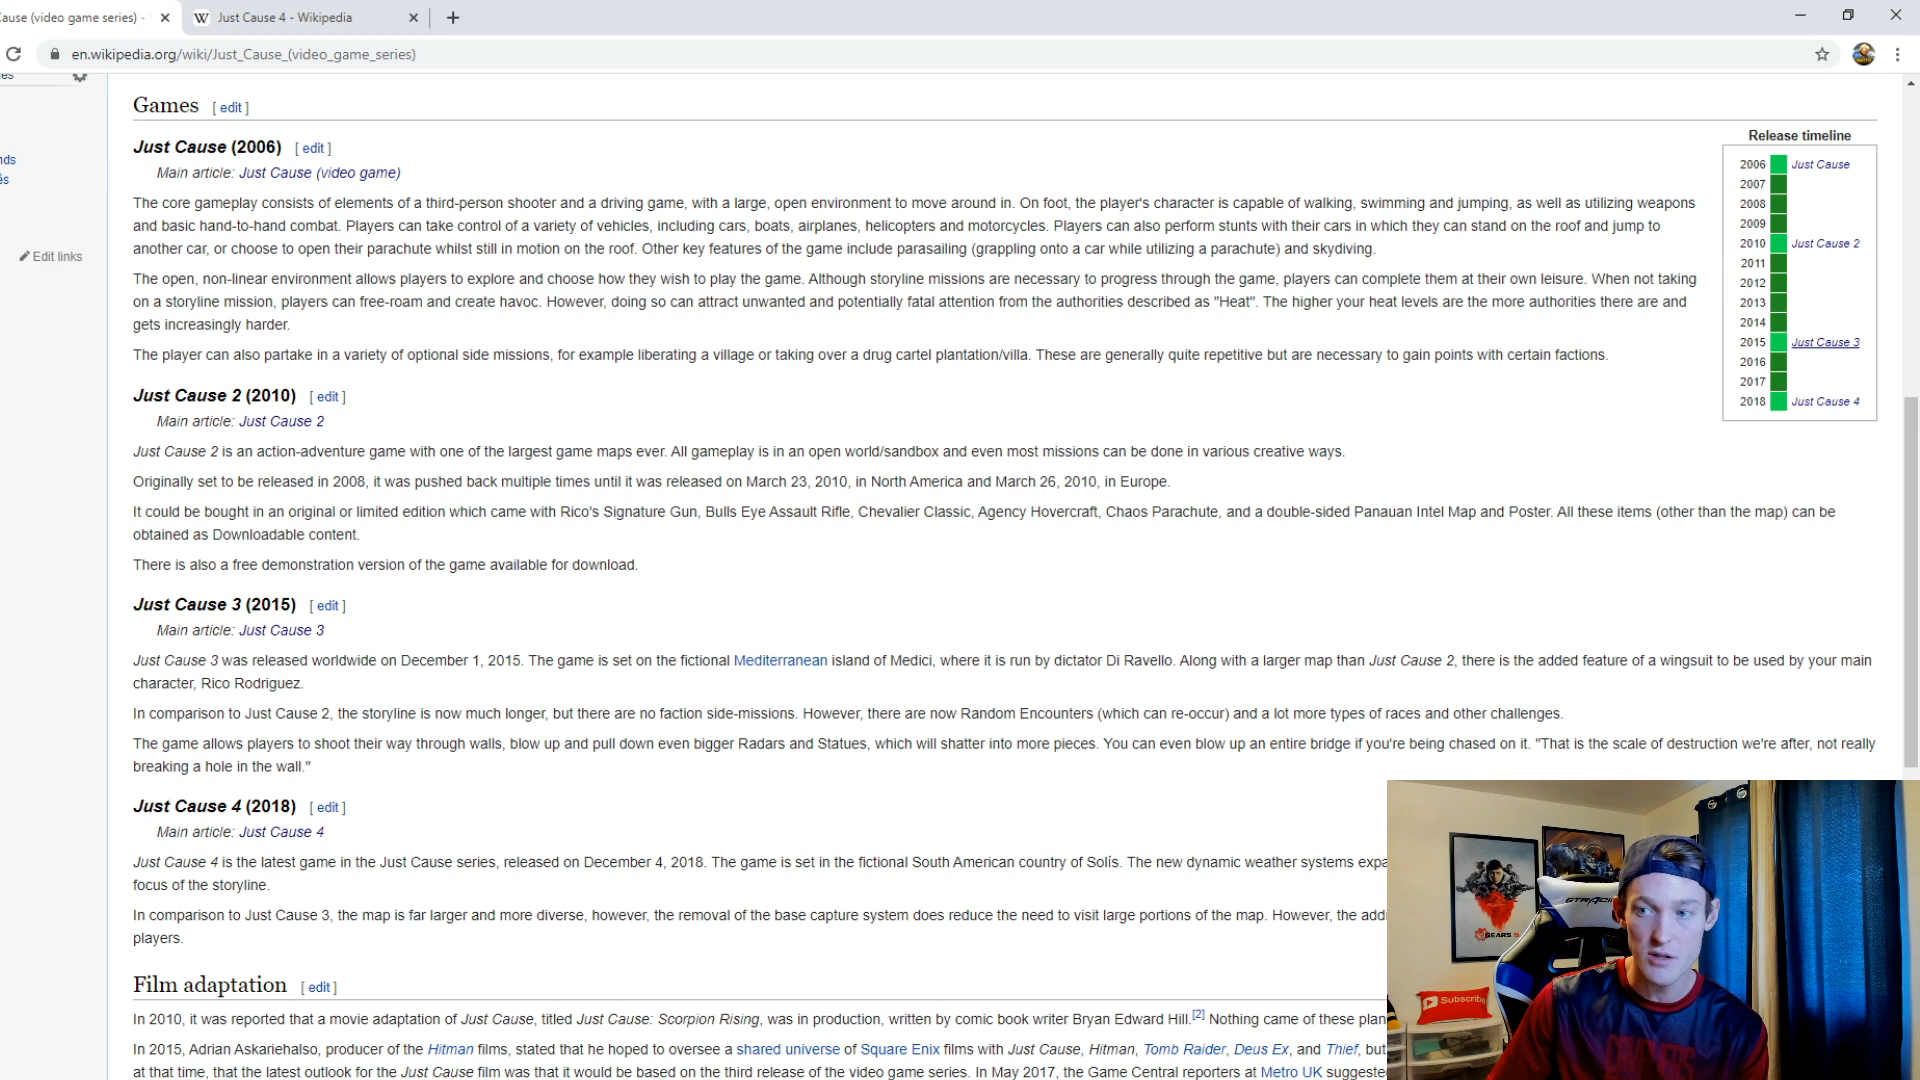 Cause (video game series) -
Just Cause 4 - Wikipedia
en.wikipedia.org/wiki/Just_Cause_(video_game_series)
Edit links
Games [ edit ]
Just Cause (2006) [ edit ]
Main article: Just Cause (video game)
The core gameplay consists of elements of a third-person shooter and a driving game, with a large, open environment to move around in. On foot, the player's character is capable of walking, swimming and jumping, as well as utilizing weapons
and basic hand-to-hand combat. Players can take control of a variety of vehicles, including cars, boats, airplanes, helicopters and motorcycles. Players can also perform stunts with their cars in which they can stand on the roof and jump to
another car, or choose to open their parachute whilst still in motion on the roof. Other key features of the game include parasailing (grappling onto a car while utilizing a parachute) and skydiving.
The open, non-linear environment allows players to explore and choose how they wish to play the game. Although storyline missions are necessary to progress through the game, players can complete them at their own leisure. When not taking
on a storyline mission, players can free-roam and create havoc. However, doing so can attract unwanted and potentially fatal attention from the authorities described as "Heat". The higher your heat levels are the more authorities there are and
gets increasingly harder.
The player can also partake in a variety of optional side missions, for example liberating a village or taking over a drug cartel plantation/villa. These are generally quite repetitive but are necessary to gain points with certain factions.
Release timeline
2006 Just Cause
2007
2008
2009
2010 Just Cause 2
2011
2012
2013
2014
2015 Just Cause 3
2016
2017
2018 Just Cause 4
Just Cause 2 (2010) [ edit ]
Main article: Just Cause 2
Just Cause 2 is an action-adventure game with one of the largest game maps ever. All gameplay is in an open world/sandbox and even most missions can be done in various creative ways.
Originally set to be released in 2008, it was pushed back multiple times until it was released on March 23, 2010, in North America and March 26, 2010, in Europe.
It could be bought in an original or limited edition which came with Rico's Signature Gun, Bulls Eye Assault Rifle, Chevalier Classic, Agency Hovercraft, Chaos Parachute, and a double-sided Panauan Intel Map and Poster. All these items (other than the map) can be
obtained as Downloadable content.
There is also a free demonstration version of the game available for download.
Just Cause 3 (2015) [ edit ]
Main article: Just Cause 3
Just Cause 3 was released worldwide on December 1, 2015. The game is set on the fictional Mediterranean island of Medici, where it is run by dictator Di Ravello. Along with a larger map than Just Cause 2, there is the added feature of a wingsuit to be used by your main
character, Rico Rodriguez.
In comparison to Just Cause 2, the storyline is now much longer, but there are no faction side-missions. However, there are now Random Encounters (which can re-occur) and a lot more types of races and other challenges.
The game allows players to shoot their way through walls, blow up and pull down even bigger Radars and Statues, which will shatter into more pieces. You can even blow up an entire bridge if you're being chased on it. "That is the scale of destruction we're after, not really
breaking a hole in the wall."
Just Cause 4 (2018) [ edit ]
Main article: Just Cause 4
Just Cause 4 is the latest game in the Just Cause series, released on December 4, 2018. The game is set in the fictional South American country of Solís. The new dynamic weather systems expa
focus of the storyline.
In comparison to Just Cause 3, the map is far larger and more diverse, however, the removal of the base capture system does reduce the need to visit large portions of the map. However, the addi
players.
Film adaptation [ edit ]
In 2010, it was reported that a movie adaptation of Just Cause, titled Just Cause: Scorpion Rising, was in production, written by comic book writer Bryan Edward Hill.[2] Nothing came of these plan
In 2015, Adrian Askariehalso, producer of the Hitman films, stated that he hoped to oversee a shared universe of Square Enix films with Just Cause, Hitman, Tomb Raider, Deus Ex, and Thief, but
at that time, that the latest outlook for the Just Cause film was that it would be based on the third release of the video game series. In May 2017, the Game Central reporters at Metro UK suggeste
GEARS 5
GTRACI
Subscribe